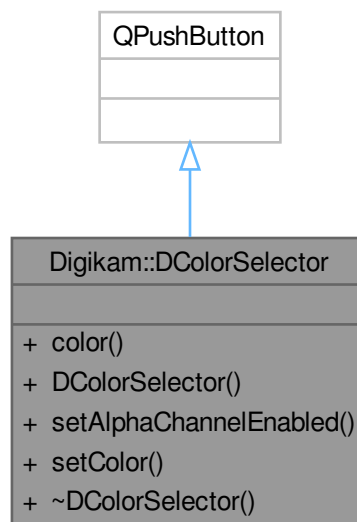 QPushButton
Digikam::DColorSelector
+ color()
+ DColorSelector()
+ setAlphaChannelEnabled()
+ setColor()
+ ~DColorSelector()